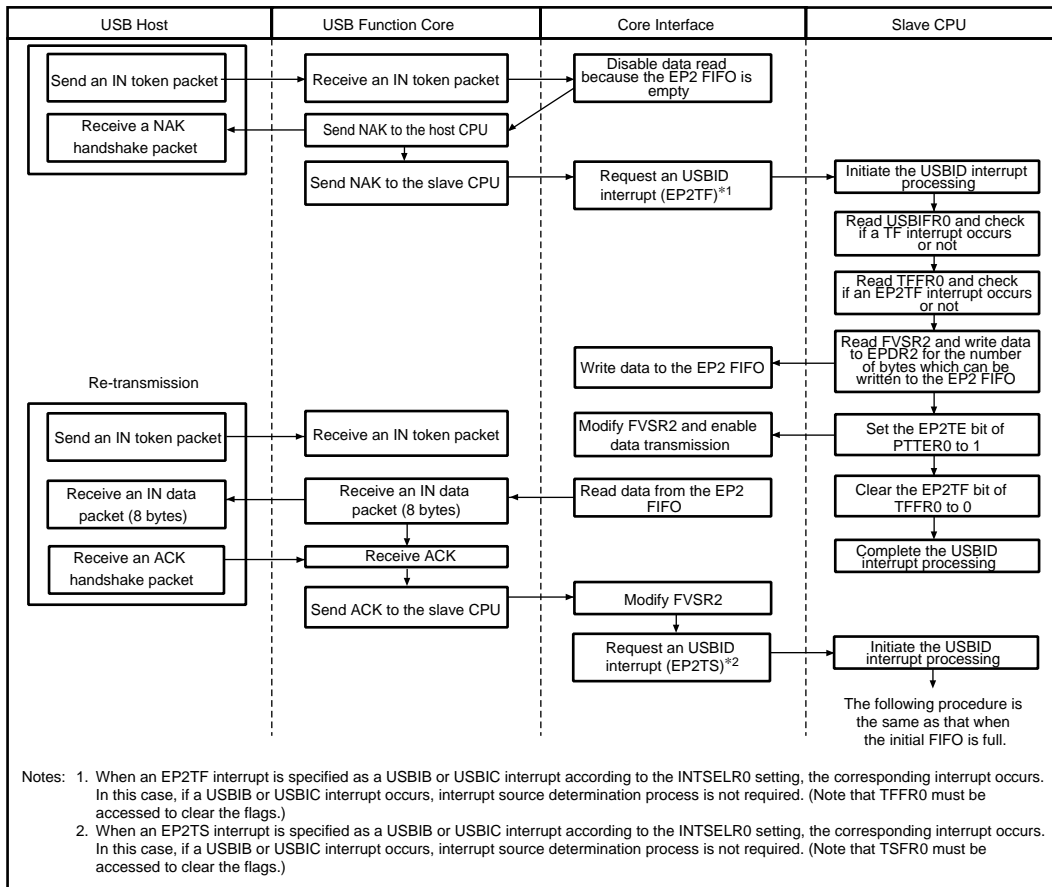 USB Host
USB Function Core
Core Interface
Slave CPU
Send an IN token packet
Receive an IN token packet
Disable data read
because the EP2 FIFO is
empty
Receive a NAK
handshake packet
Send NAK to the host CPU
Send NAK to the slave CPU
Request an USBID
interrupt (EP2TF)*1
Initiate the USBID interrupt
processing
Read USBIFR0 and check
if a TF interrupt occurs
or not
Read TFFR0 and check
if an EP2TF interrupt occurs
or not
Read FVSR2 and write data
to EPDR2 for the number
of bytes which can be
written to the EP2 FIFO
Write data to the EP2 FIFO
Re-transmission
Send an IN token packet
Receive an IN token packet
Modify FVSR2 and enable
data transmission
Set the EP2TE bit of
PTTER0 to 1
Receive an IN data
packet (8 bytes)
Receive an IN data
packet (8 bytes)
Read data from the EP2
FIFO
Clear the EP2TF bit of
TFFR0 to 0
Receive an ACK
handshake packet
Receive ACK
Complete the USBID
interrupt processing
Send ACK to the slave CPU
Modify FVSR2
Request an USBID
interrupt (EP2TS)*2
Initiate the USBID
interrupt processing
The following procedure is
the same as that when
the initial FIFO is full.
Notes: 1. When an EP2TF interrupt is specified as a USBIB or USBIC interrupt according to the INTSELR0 setting, the corresponding interrupt occurs.
In this case, if a USBIB or USBIC interrupt occurs, interrupt source determination process is not required. (Note that TFFR0 must be
accessed to clear the flags.)
2. When an EP2TS interrupt is specified as a USBIB or USBIC interrupt according to the INTSELR0 setting, the corresponding interrupt occurs.
In this case, if a USBIB or USBIC interrupt occurs, interrupt source determination process is not required. (Note that TSFR0 must be
accessed to clear the flags.)